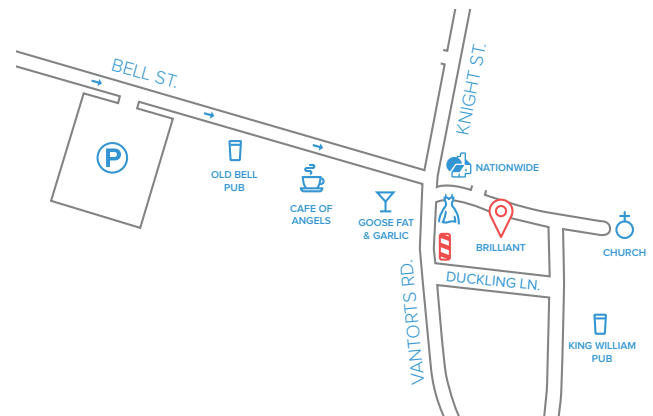 BELL ST.
KNIGHT ST.
P
OLD BELL
PUB
CAFE OF
ANGELS
GOOSE FAT
& GARLIC
NATIONWIDE
BRILLIANT
CHURCH
DUCKLING LN.
VANTORTS RD.
KING WILLIAM
PUB